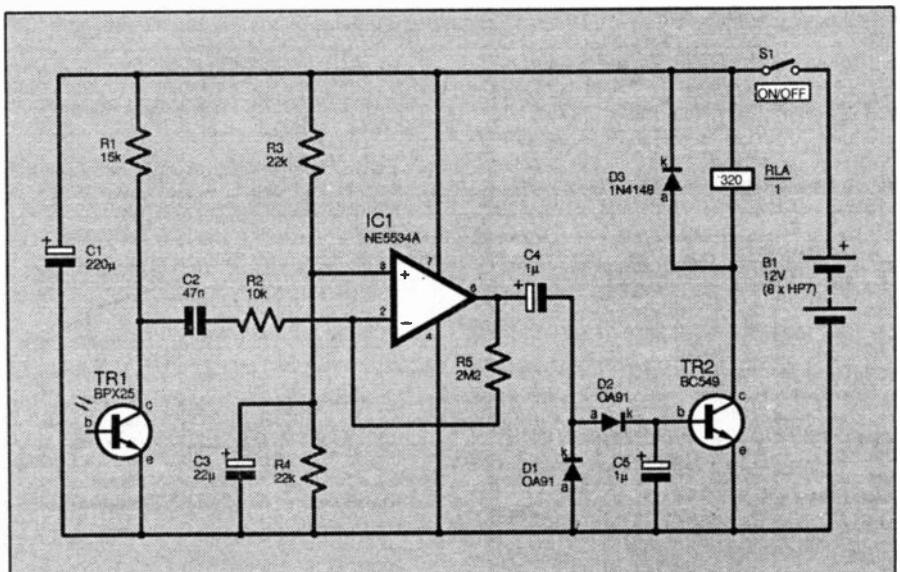 S1
ON/OFF
R1
15k
R3
22k
D3
1N4148
k
a
320
RLA
1
IC1
NE5534A
+
C1
220µ
C2
47n
R2
10k
3
+
7
2
−
4
6
C4
1µ
+
B1
12V
(8 x HP7)
+
R5
2M2
TR1
BPX25
b
c
e
D2
OA91
a
k
TR2
BC549
b
c
e
C3
22µ
+
R4
22k
D1
OA91
k
a
C5
1µ
+